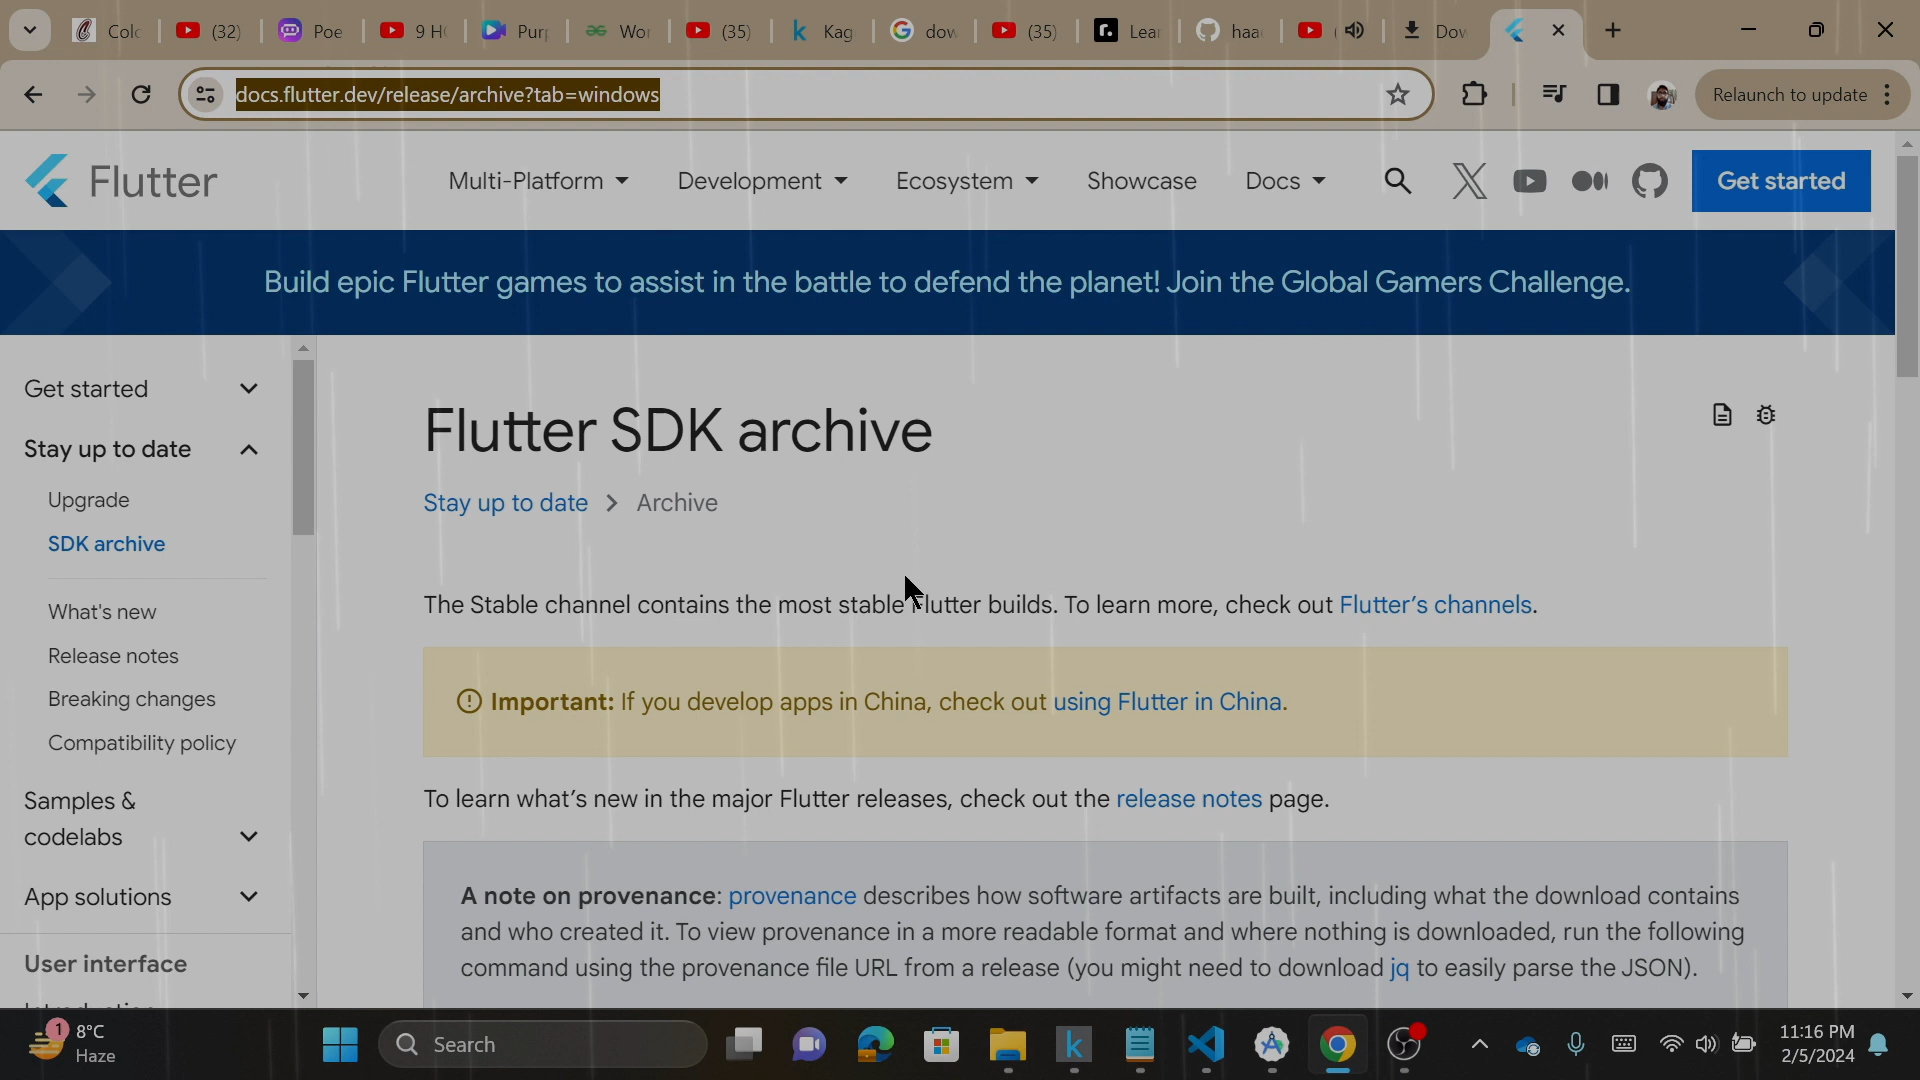 Colo
(32)
Poe
9 H
Pur
Wor
(35)
Kag
dow
(35)
Lea
haa
Dow
docs.flutter.dev/release/archive?tab=windows
Relaunch to update
Flutter
Multi-Platform
Development
Ecosystem
Showcase
Docs
Get started
Build epic Flutter games to assist in the battle to defend the planet! Join the Global Gamers Challenge.
Get started
Stay up to date
Upgrade
SDK archive
What's new
Release notes
Breaking changes
Compatibility policy
Samples &
codelabs
App solutions
User interface
Flutter SDK archive
Stay up to date > Archive
The Stable channel contains the most stable Flutter builds. To learn more, check out Flutter's channels.
Important: If you develop apps in China, check out using Flutter in China.
To learn what's new in the major Flutter releases, check out the release notes page.
A note on provenance: provenance describes how software artifacts are built, including what the download contains
and who created it. To view provenance in a more readable format and where nothing is downloaded, run the following
command using the provenance file URL from a release (you might need to download jq to easily parse the JSON).
1
8°C
Haze
Search
11:16 PM
2/5/2024